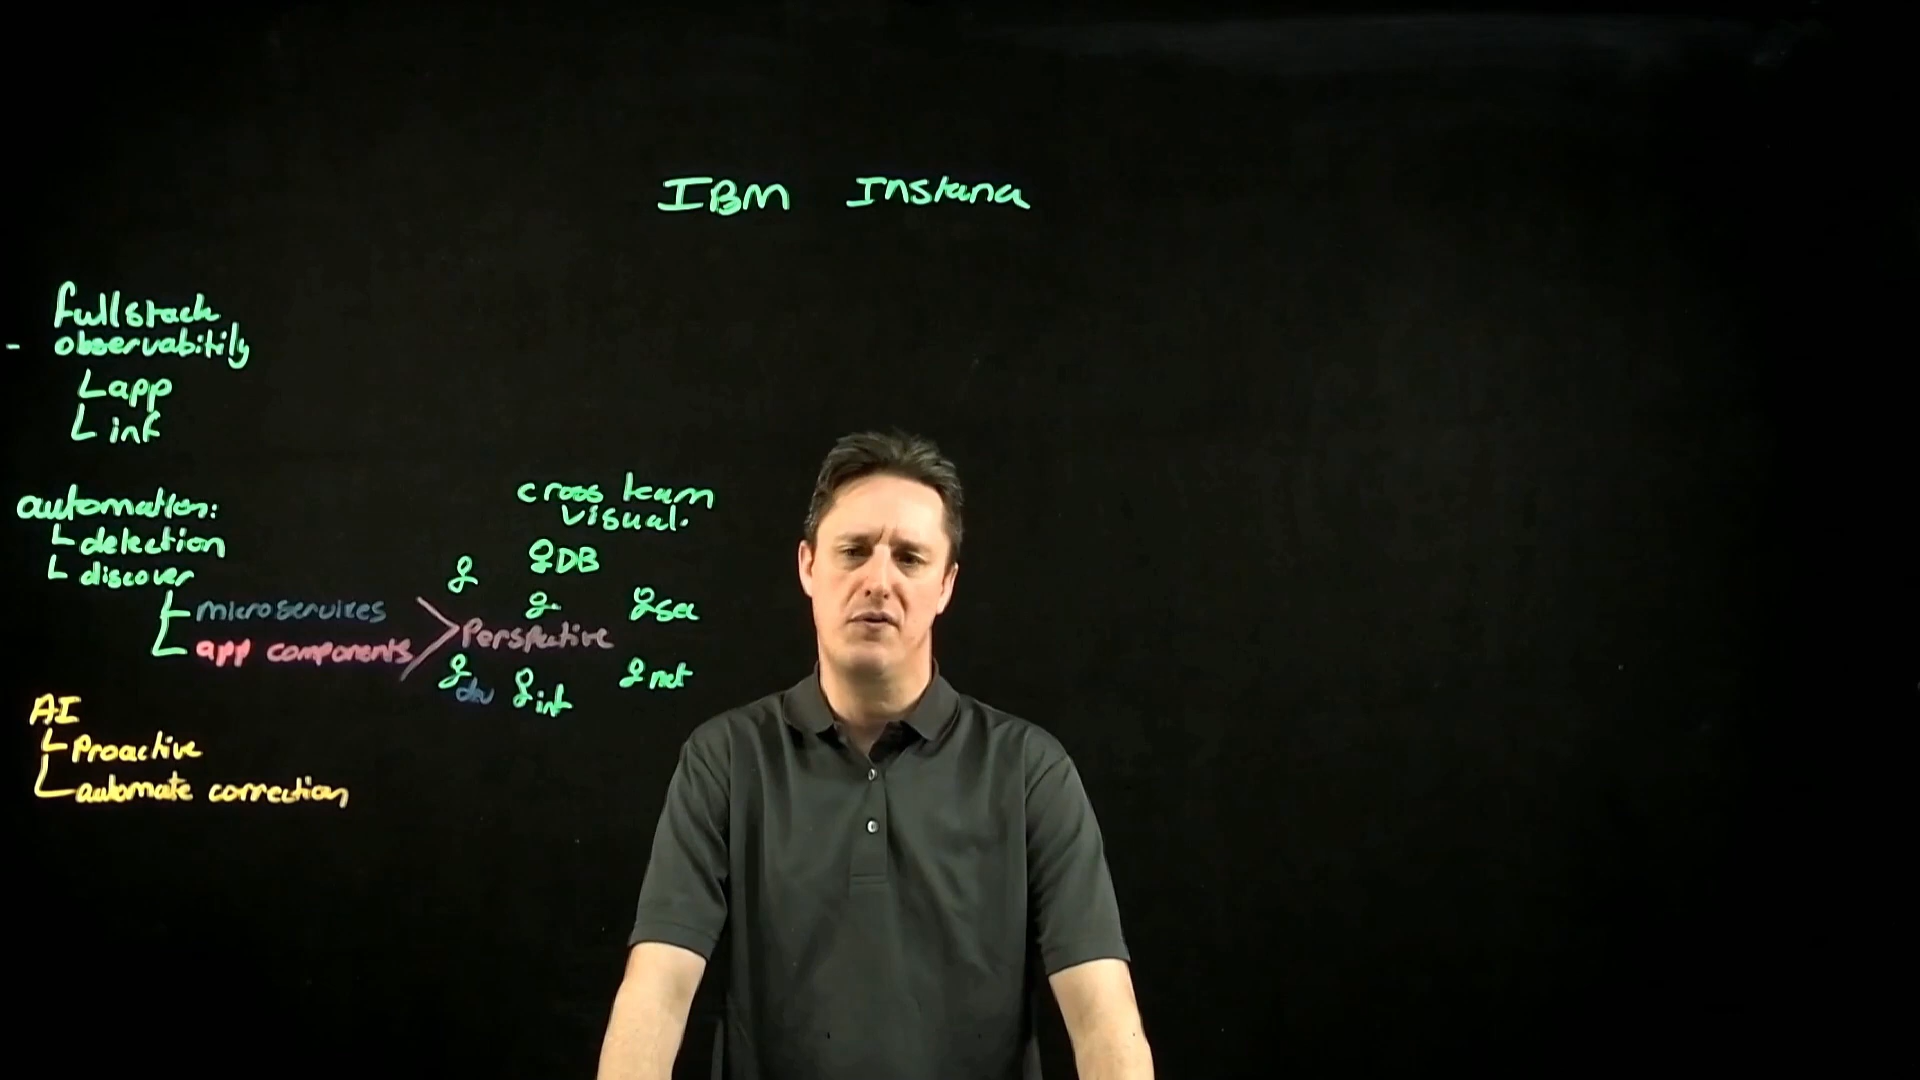 IBM Instana
fullstack
- observabitily
app
inf
automation:
detection
discover
microservices
app components
Perspective
cross team
visual.
DB
sec
dev
inf
net
AI
Proactive
automate correction